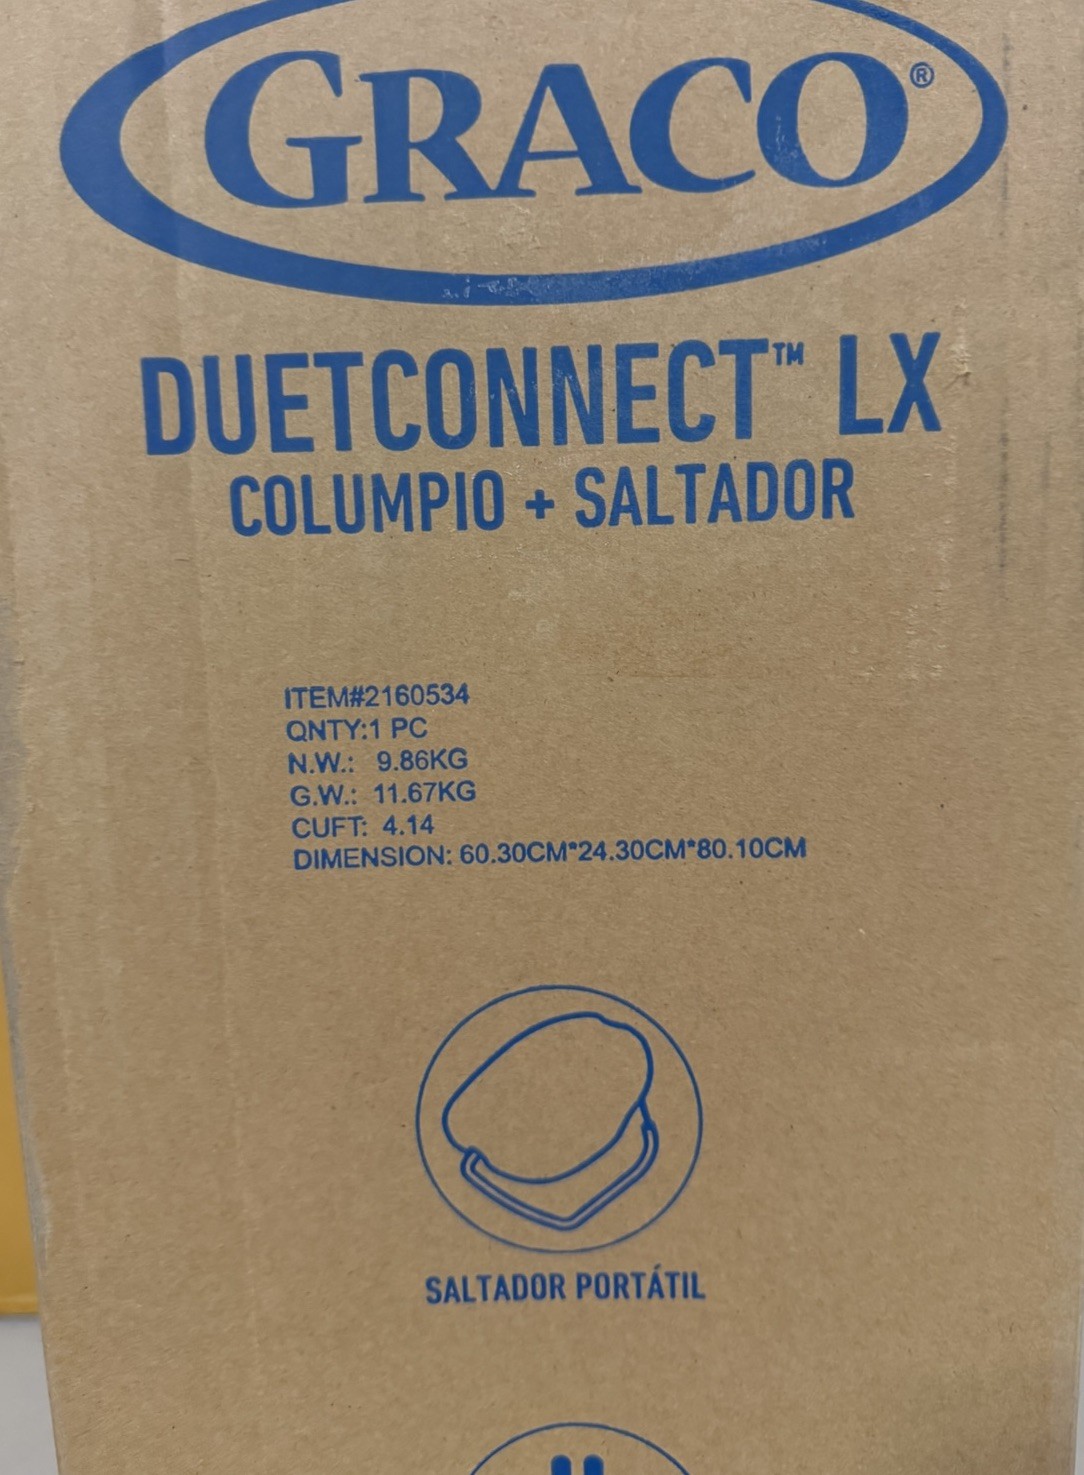 GRACO®
DUETCONNECT™ LX
COLUMPIO + SALTADOR
ITEM#2160534
QNTY:1 PC
N.W.: 9.86KG
G.W.: 11.67KG
CUFT: 4.14
DIMENSION: 60.30CM*24.30CM*80.10CM
SALTADOR PORTÁTIL